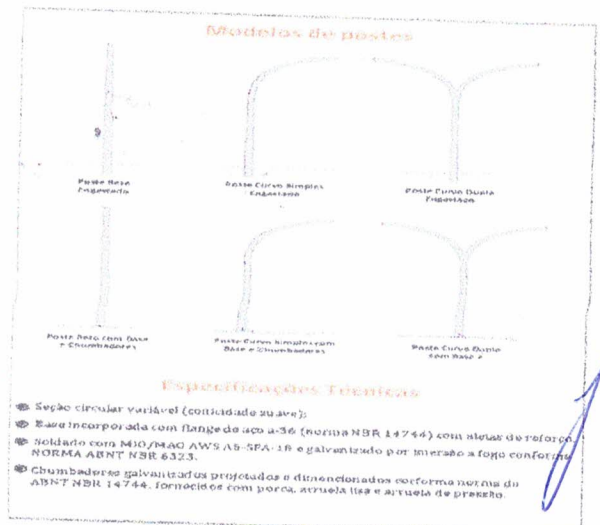 Modelos de postes
Poste Reto
Engastado
Poste Curvo Simples
Engastado
Poste Curvo Duplo
Engastado
Poste Reto com Base
e Chumbadores
Poste Curvo Simples com
Base e Chumbadores
Poste Curvo Duplo
com Base e
Especificações Técnicas
Seção circular variável (conicidade suave);
Base incorporada com flange de aço a-36 (norma NBR 14744) com aletas de reforço.
Soldado com MIG/MAG AWS A5-SFA-18 e galvanizado por imersão a fogo conforme
NORMA ABNT NBR 6323.
Chumbadores galvanizados projetados e dimencionados conforme norma da
ABNT NBR 14744, fornecidos com porca, arruela lisa e arruela de pressão.